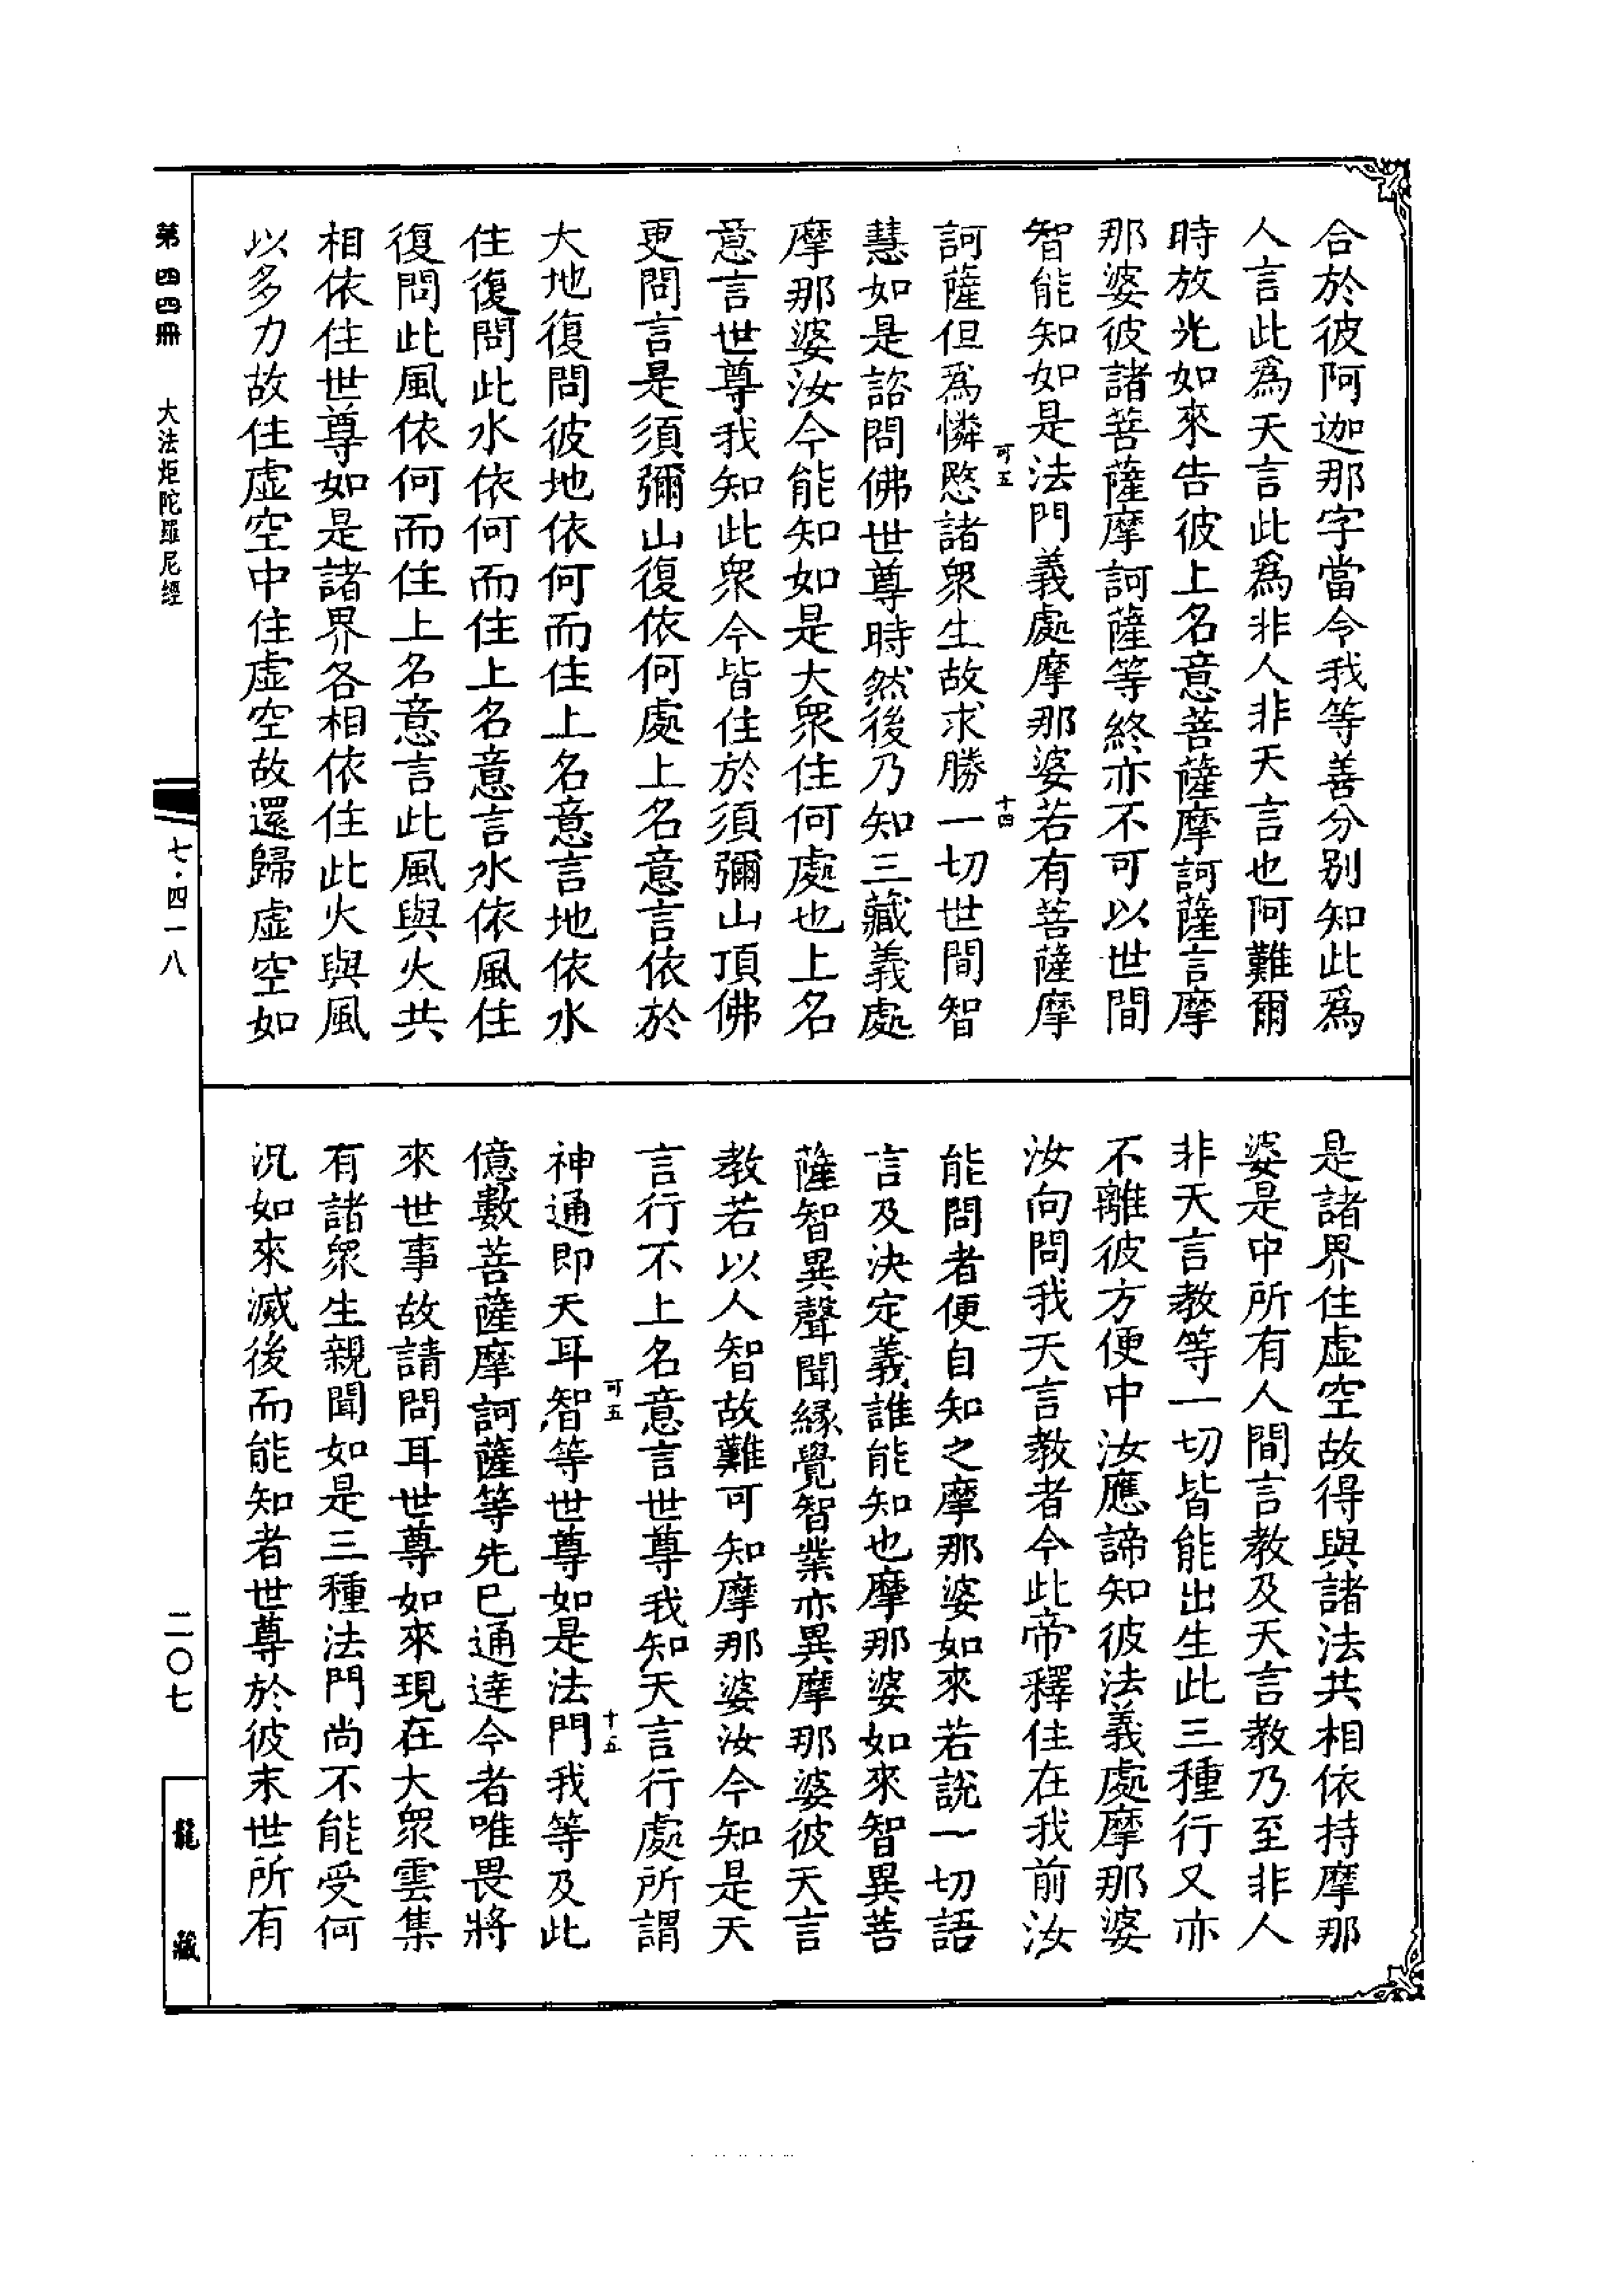 合於彼阿迦那字當令我等善分别知此爲
人言此爲天言此爲非人非天言也阿難爾
時放光如來告彼上名意菩薩摩訶薩言摩
那婆彼諸菩薩摩訶薩等終亦不可以世間
智能知如是法門義處摩那婆若有菩薩摩
可五
十四
訶薩但爲憐愍諸衆生故求勝一切世間智
慧如是諮問佛世尊時然後乃知三藏義處
摩那婆汝今能知如是大衆住何處也上名
意言世尊我知此衆今皆住於須彌山頂佛
更問言是須彌山復依何處上名意言依於
大地復問彼地依何而住上名意言地依水
住復問此水依何而住上名意言水依風住
復問此風依何而住上名意言此風與火共
相依住世尊如是諸界各相依住此火與風
以多力故住虚空中住虚空故還歸虚空如
是諸界住虚空故得與諸法共相依持摩那
婆是中所有人間言教及天言教乃至非人
非天言教等一切皆能出生此三種行又亦
不離彼方便中汝應諦知彼法義處摩那婆
汝向問我天言教者今此帝釋住在我前汝
能問者便自知之摩那婆如來若說一切語
言及決定義誰能知也摩那婆如來智異菩
薩智異聲聞緣覺智業亦異摩那婆彼天言
教若以人智故難可知摩那婆汝今知是天
言行不上名意言世尊我知天言行處所謂
可五
十五
神通即天耳智等世尊如是法門我等及此
億數菩薩摩訶薩等先已通達今者唯畏將
來世事故請問耳世尊如來現在大衆雲集
有諸衆生親聞如是三種法門尚不能受何
況如來滅後而能知者世尊於彼末世所有
第四四冊
大法炬陀羅尼經
七·四一八
二〇七
龍藏